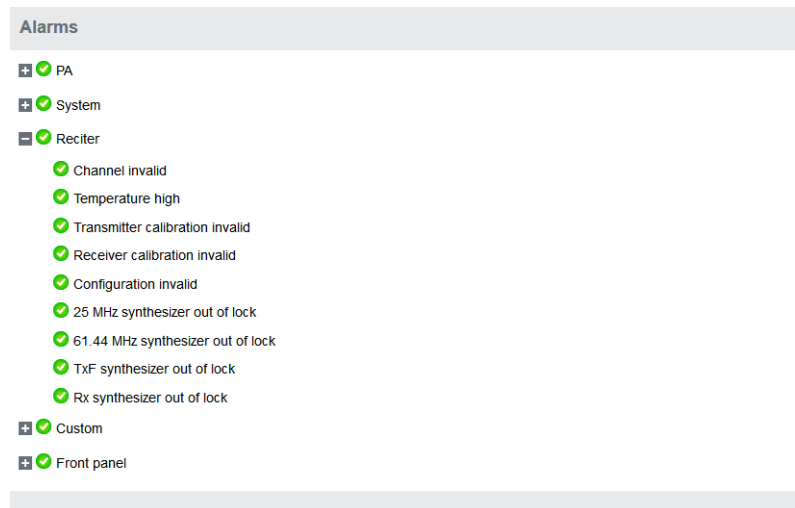 Alarms
PA
System
Reciter
Channel invalid
Temperature high
Transmitter calibration invalid
Receiver calibration invalid
Configuration invalid
25 MHz synthesizer out of lock
61.44 MHz synthesizer out of lock
TxF synthesizer out of lock
Rx synthesizer out of lock
Custom
Front panel